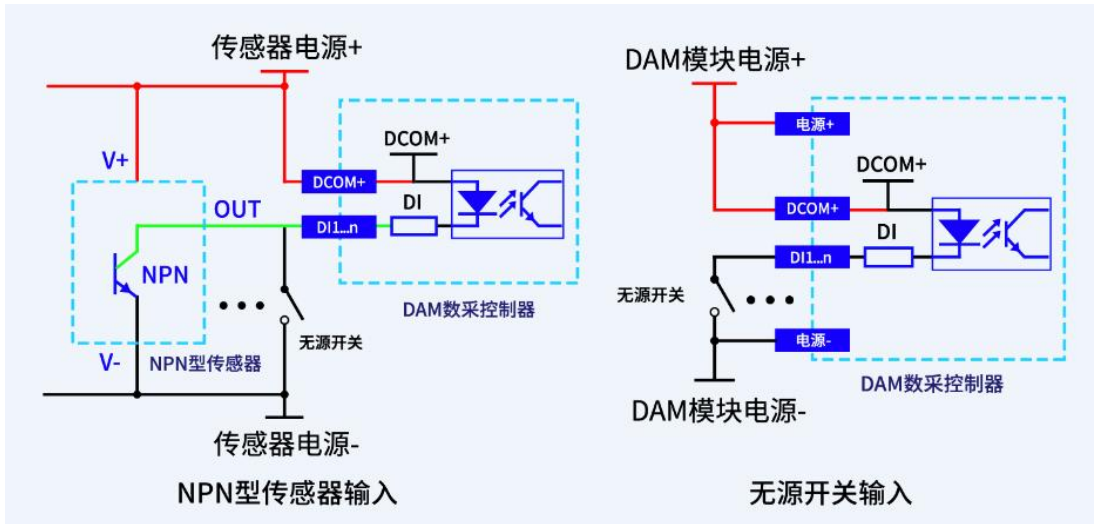 传感器电源+
DCOM+
V+
DCOM+
OUT
DI
DI1...n
NPN
DAM数采控制器
无源开关
V-
NPN型传感器
传感器电源-
NPN型传感器输入
DAM模块电源+
电源+
DCOM+
DCOM+
DI
DI1...n
无源开关
电源-
DAM数采控制器
DAM模块电源-
无源开关输入